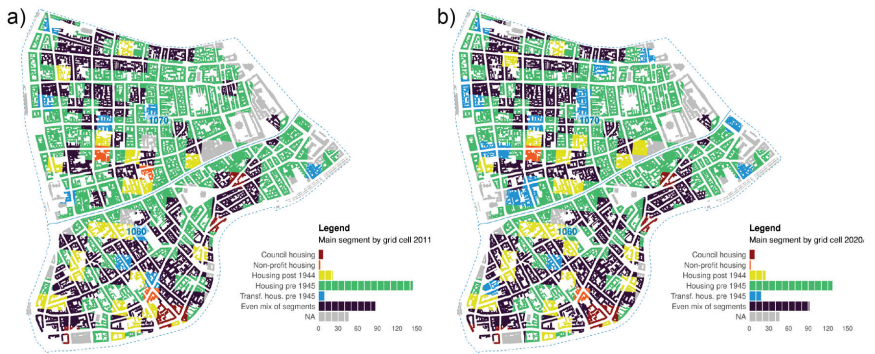 a)
1070
1060
Legend
Main segment by grid cell 2011
Council housing
Non-profit housing
Housing post 1944
Housing pre 1945
Transf. hous. pre 1945
Even mix of segments
NA
0 30 60 90 120 150
b)
1070
1060
Legend
Main segment by grid cell 2020/
Council housing
Non-profit housing
Housing post 1944
Housing pre 1945
Transf. hous. pre 1945
Even mix of segments
NA
0 30 60 90 120 150